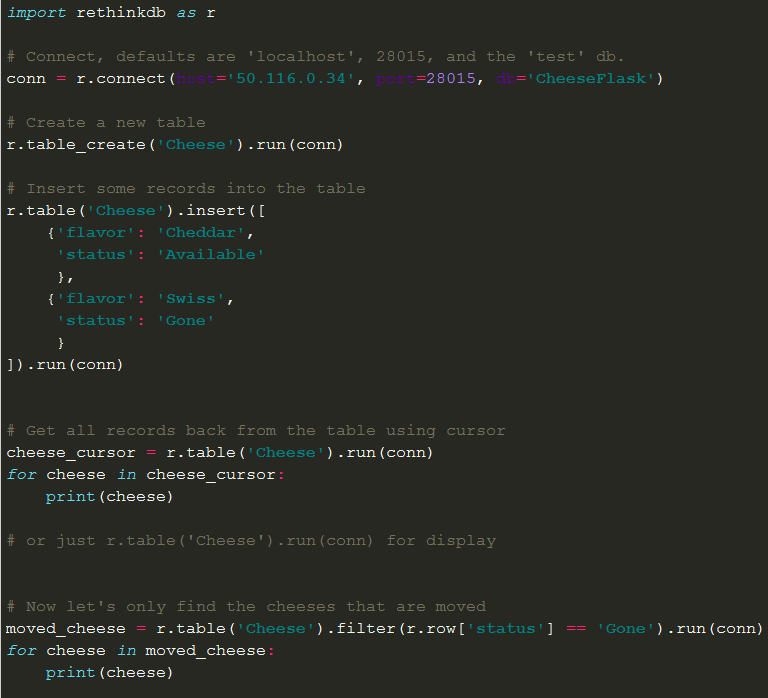 import rethinkdb as r
# Connect, defaults are 'localhost', 28015, and the 'test' db.
conn = r.connect(host='50.116.0.34', port=28015, db='CheeseFlask')
# Create a new table
r.table_create('Cheese').run(conn)
# Insert some records into the table
r.table('Cheese').insert([
    {'flavor': 'Cheddar',
     'status': 'Available'
     },
    {'flavor': 'Swiss',
     'status': 'Gone'
     }
]).run(conn)
# Get all records back from the table using cursor
cheese_cursor = r.table('Cheese').run(conn)
for cheese in cheese_cursor:
    print(cheese)
# or just r.table('Cheese').run(conn) for display
# Now let's only find the cheeses that are moved
moved_cheese = r.table('Cheese').filter(r.row['status'] == 'Gone').run(conn)
for cheese in moved_cheese:
    print(cheese)